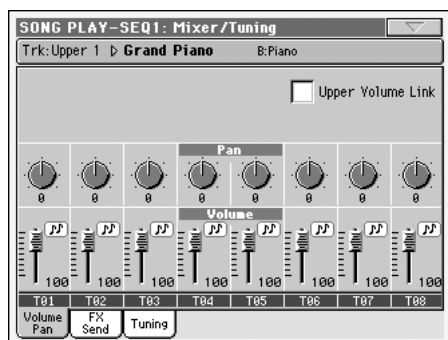 SONG PLAY-SEQ1: Mixer/Tuning
Trk:Upper 1 ▷ Grand Piano B:Piano
Upper Volume Link
Pan
0 0 0 0 0 0 0 0
Volume
100 100 100 100 100 100 100 100
T01 T02 T03 T04 T05 T06 T07 T08
Volume Pan FX Send Tuning